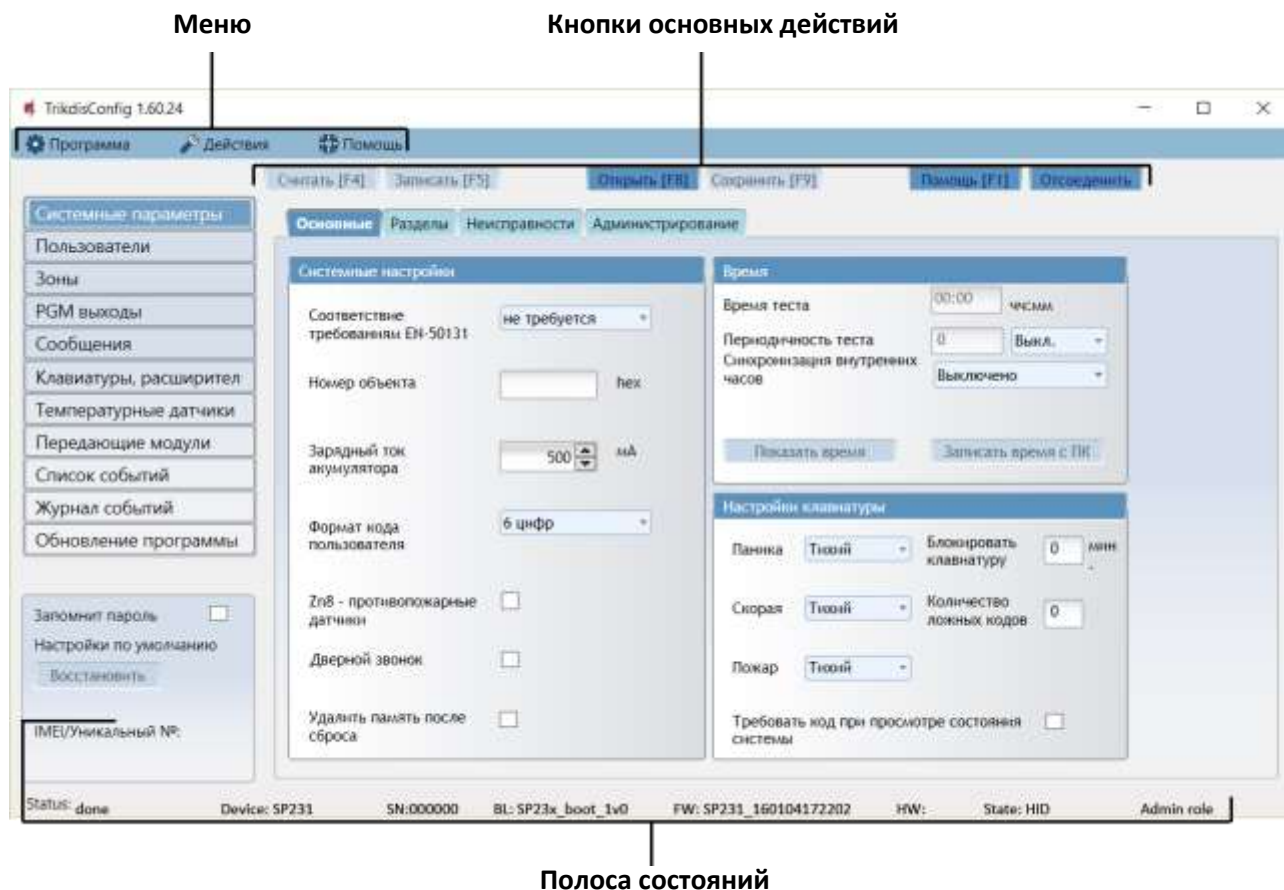 Меню
Кнопки основных действий
TrikdisConfig 1.60.24
Программа
Действия
Помощь
Считать [F4]
Записать [F5]
Открыть [F8]
Сохранить [F9]
Помощь [F1]
Отсоеденить
Системные параметры
Пользователи
Зоны
PGM выходы
Сообщения
Клавиатуры, расширител
Температурные датчики
Передающие модули
Список событий
Журнал событий
Обновление программы
Запомнит пароль
Настройки по умолчанию
Восстановить
IMEI/Уникальный №:
Основные
Разделы
Неисправности
Администрирование
Системные настройки
Соответствие
требованиям EN-50131
не требуется
Номер объекта
hex
Зарядный ток
акумулятора
500
мА
Формат кода
пользователя
6 цифр
Zn8 - противопожарные
датчики
Дверной звонок
Удалить память после
сброса
Время
Время теста
00:00
чч:мм
Периодичность теста
0
Выкл.
Синхронизация внутренних
часов
Выключено
Показать время
Записать время с ПК
Настройки клавиатуры
Паника
Тихий
Блокировать
клавиатуру
0
мин
.
Скорая
Тихий
Количество
ложных кодов
0
Пожар
Тихий
Требовать код при просмотре состояния
системы
Status: done
Device: SP231
SN:000000
BL: SP23x_boot_1v0
FW: SP231_160104172202
HW:
State: HID
Admin role
Полоса состояний